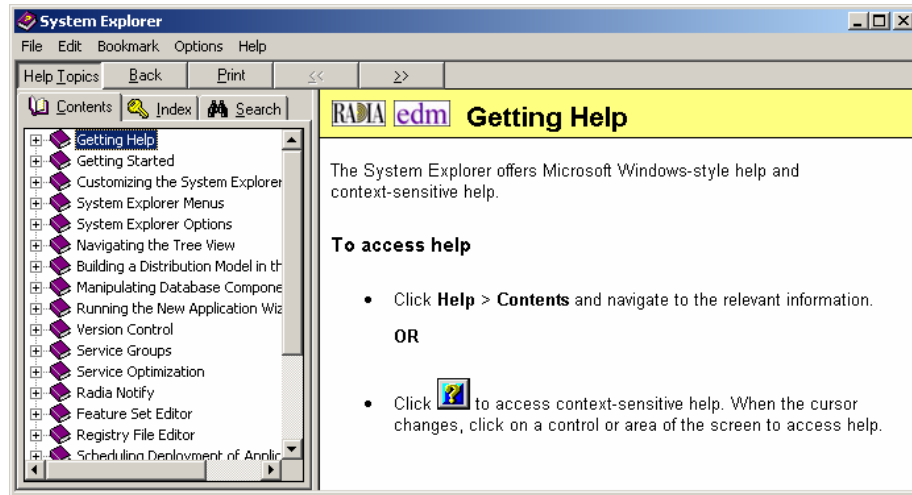 System Explorer
File Edit Bookmark Options Help
Help Topics Back Print << >>
Contents Index Search
Getting Help
Getting Started
Customizing the System Explorer
System Explorer Menus
System Explorer Options
Navigating the Tree View
Building a Distribution Model in th
Manipulating Database Compone
Running the New Application Wiz
Version Control
Service Groups
Service Optimization
Radia Notify
Feature Set Editor
Registry File Editor
Scheduling Deployment of Applic
RADIA edm Getting Help
The System Explorer offers Microsoft Windows-style help and
context-sensitive help.
To access help
• Click Help > Contents and navigate to the relevant information.
OR
• Click to access context-sensitive help. When the cursor
changes, click on a control or area of the screen to access help.